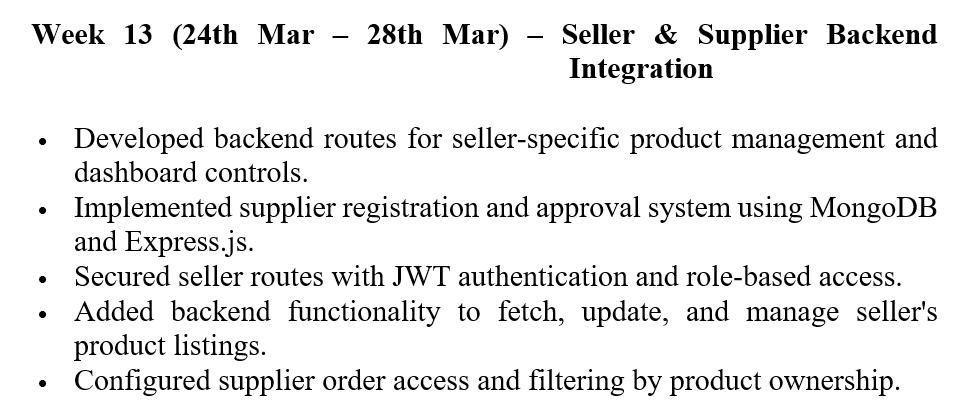 Week 13 (24th Mar – 28th Mar) – Seller & Supplier Backend
Integration
• Developed backend routes for seller-specific product management and
dashboard controls.
• Implemented supplier registration and approval system using MongoDB
and Express.js.
• Secured seller routes with JWT authentication and role-based access.
• Added backend functionality to fetch, update, and manage seller's
product listings.
• Configured supplier order access and filtering by product ownership.